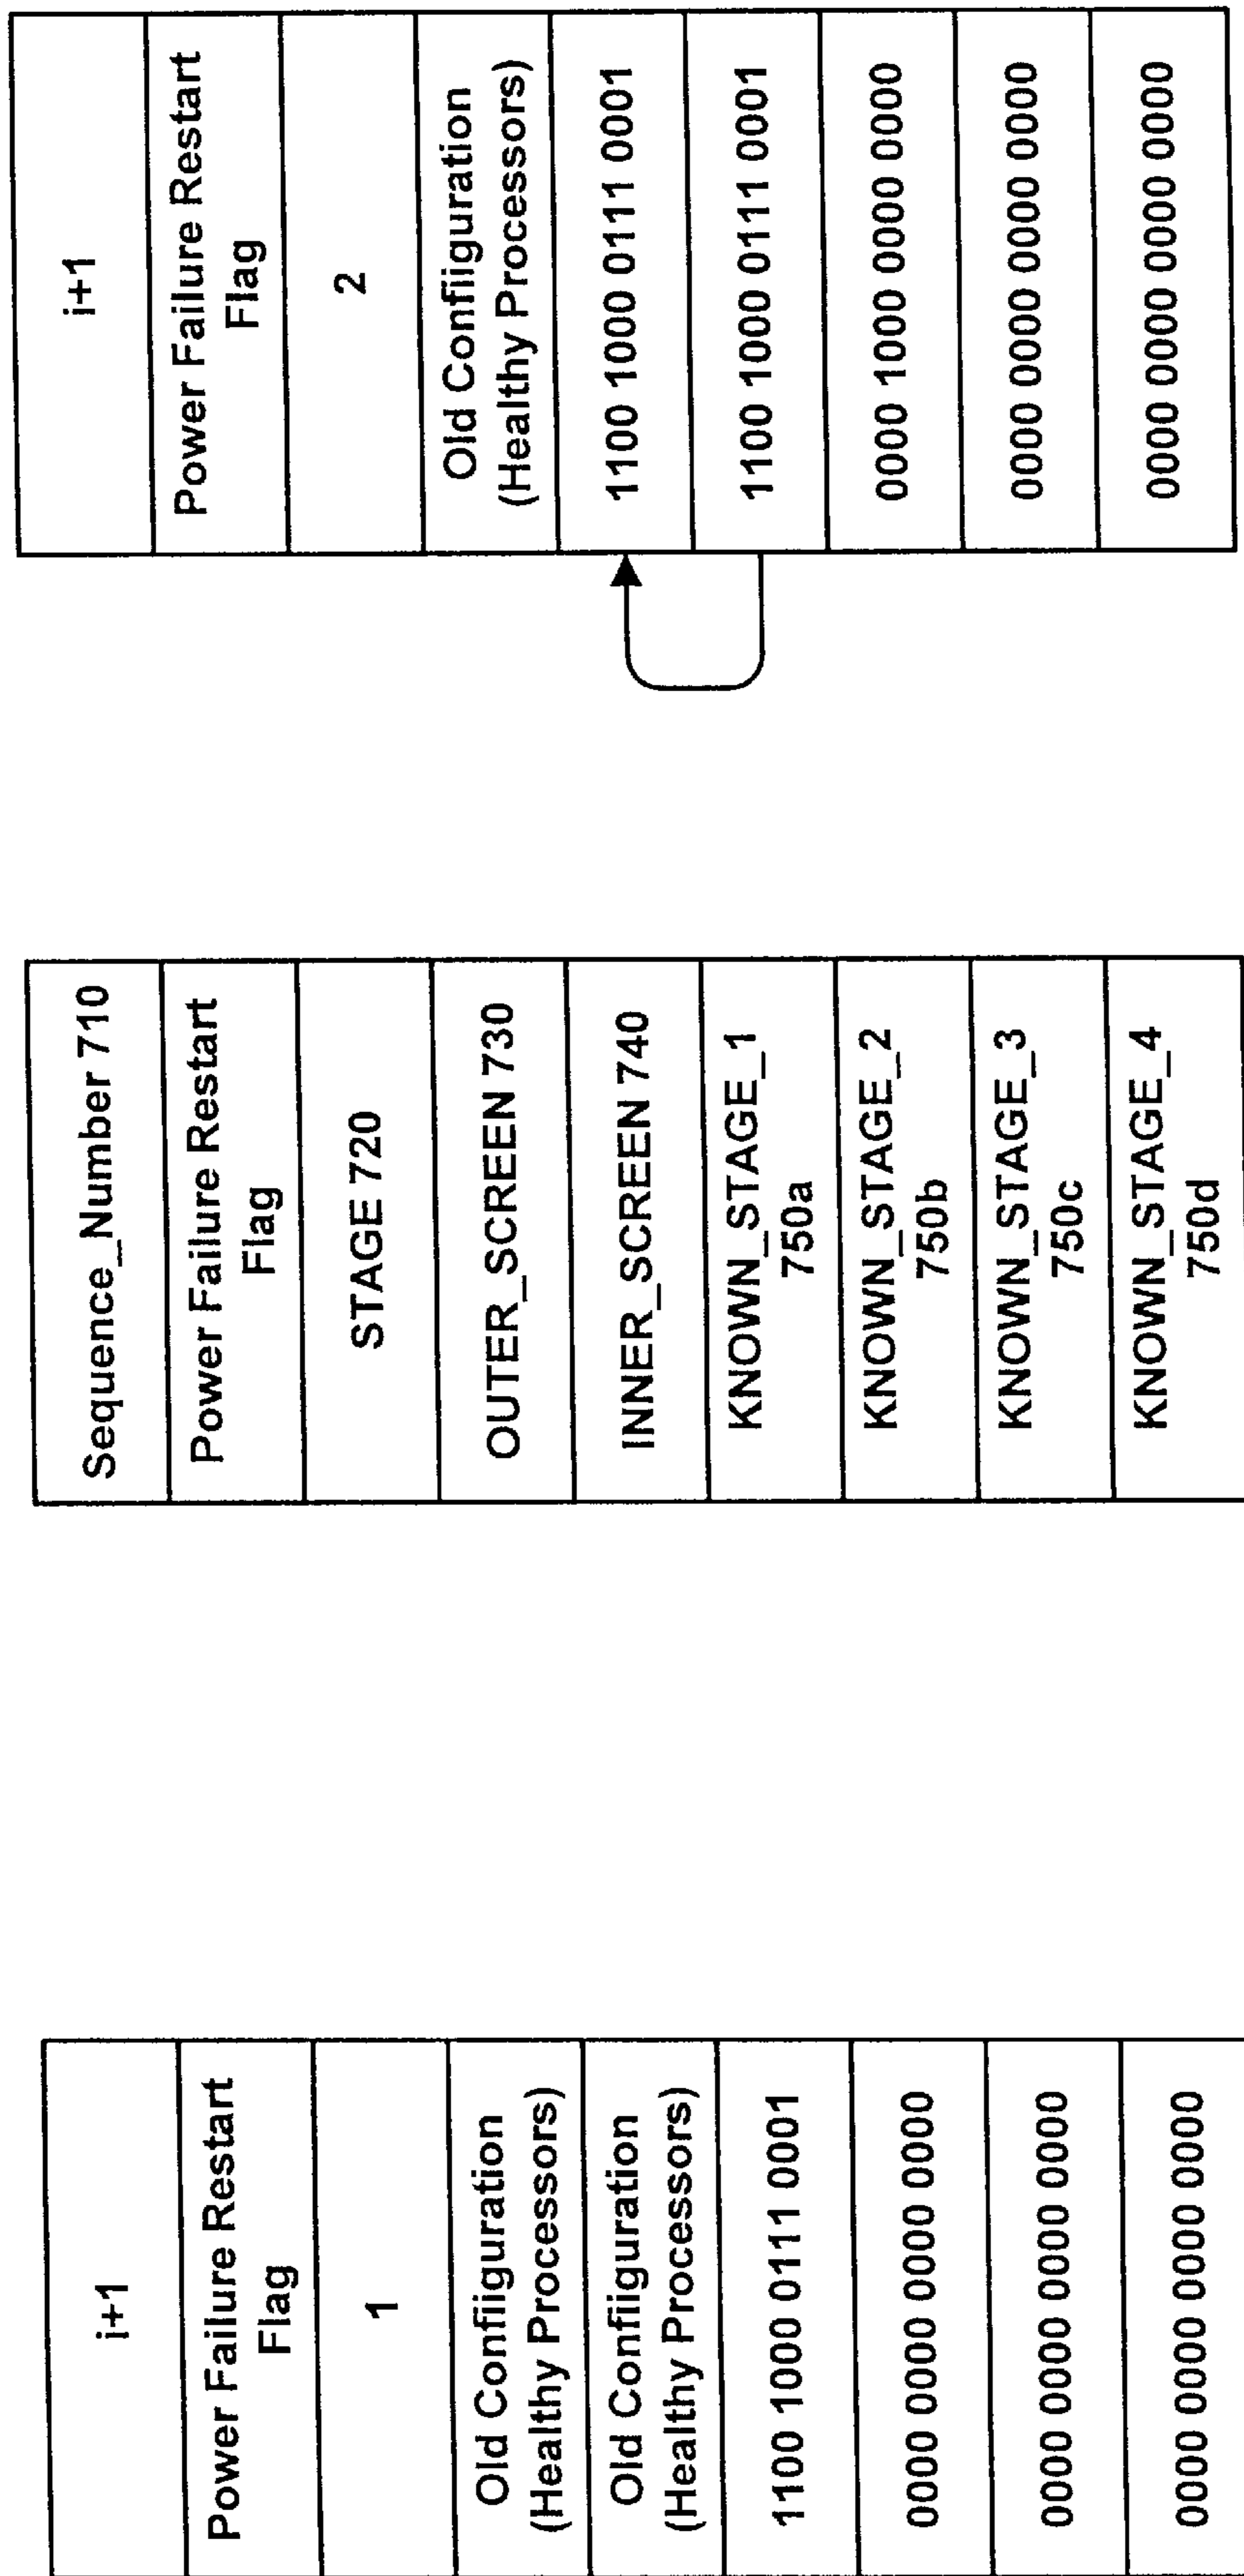 i+1
Power Failure Restart
Flag
1
Old Confiiguration
(Healthy Processors)
Old Confiiguration
(Healthy Processors)
1100 1000 0111 0001
0000 0000 0000 0000
0000 0000 0000 0000
0000 0000 0000 0000
Sequence_Number 710
Power Failure Restart
Flag
STAGE 720
OUTER_SCREEN 730
INNER_SCREEN 740
KNOWN_STAGE_1
750a
KNOWN_STAGE_2
750b
KNOWN_STAGE_3
750c
KNOWN_STAGE_4
750d
i+1
Power Failure Restart
Flag
2
Old Confiiguration
(Healthy Processors)
1100 1000 0111 0001
1100 1000 0111 0001
0000 1000 0000 0000
0000 0000 0000 0000
0000 0000 0000 0000